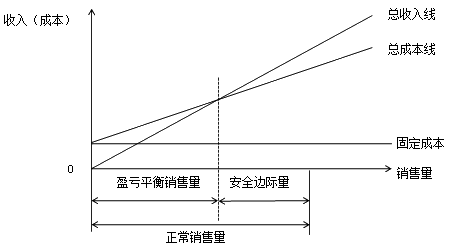 总收入线
收入（成本）
总成本线
固定成本
0
销售量
盈亏平衡销售量
安全边际量
正常销售量